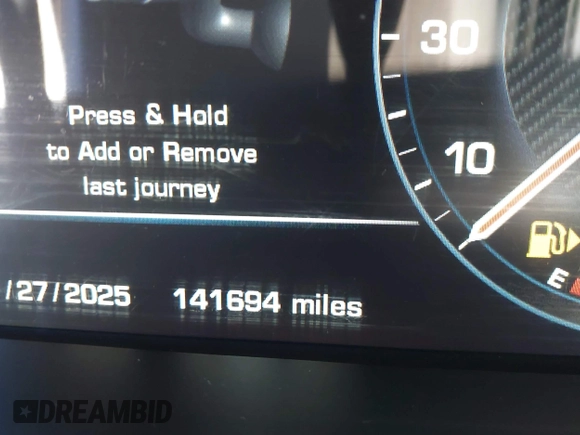 30
Press & Hold
to Add or Remove
last journey
10
E
/27/2025 141694 miles
DREAMBID